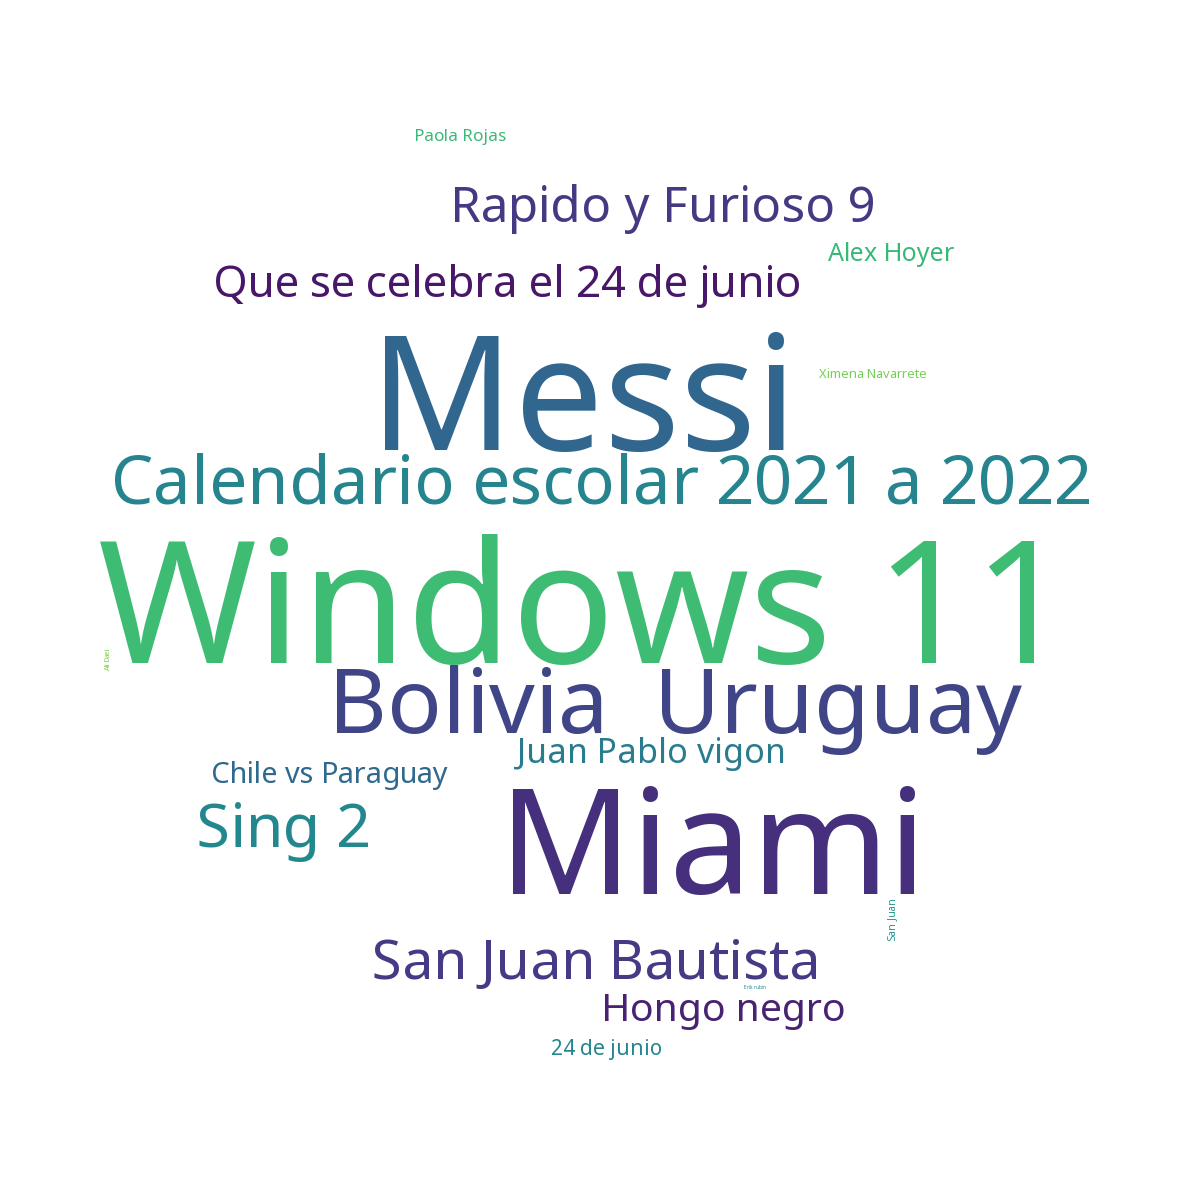 Paola Rojas
Rapido y Furioso 9
Alex Hoyer
Que se celebra el 24 de junio
Messi
Ximena Navarrete
Calendario escolar 2021 a 2022
Windows 11
Ali Daei
Bolivia Uruguay
Juan Pablo vigon
Chile vs Paraguay
Sing 2
Miami
San Juan
San Juan Bautista
Erik rubin
Hongo negro
24 de junio